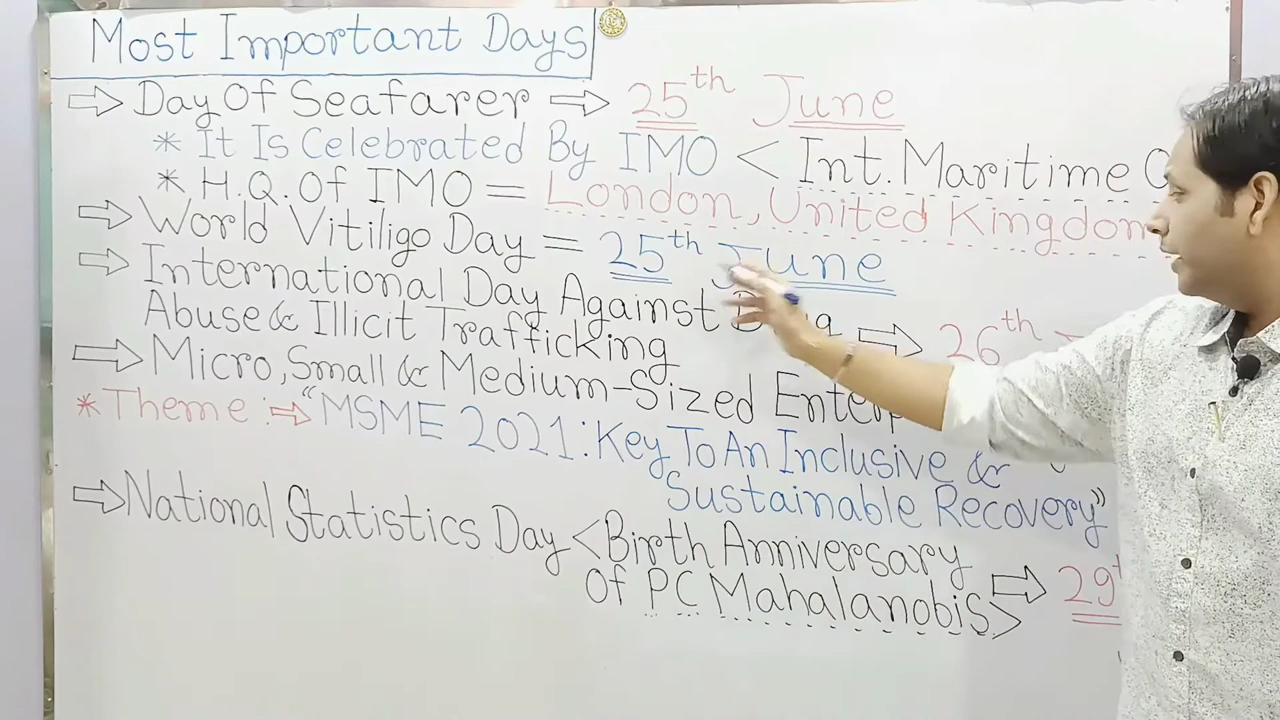 Most Important Days
⇒ Day Of Seafarer ⇒ 25th June
* It Is Celebrated By IMO < Int. Maritime O
* H.Q. Of IMO = London, United Kingdom
⇒ World Vitiligo Day = 25th June
⇒ International Day Against ⇒ 26th
Abuse & Illicit Trafficking
⇒ Micro, Small & Medium-Sized Enterp
* Theme :⇒ "MSME 2021: Key To An Inclusive &
Sustainable Recovery"
⇒ National Statistics Day <Birth Anniversary
Of PC Mahalanobis> ⇒ 29t